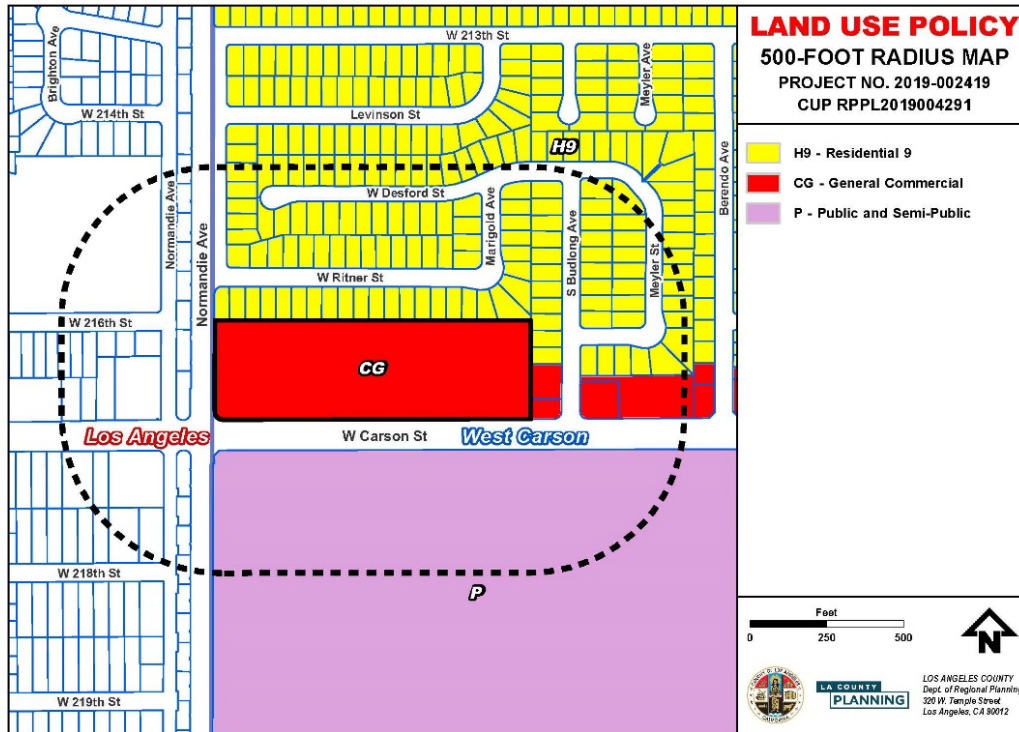 LAND USE POLICY
500-FOOT RADIUS MAP
PROJECT NO. 2019-002419
CUP RPPL2019004291
H9 - Residential 9
CG - General Commercial
P - Public and Semi-Public
W 213th St
Brighton Ave
Meyler Ave
W 214th St
Levinson St
H9
Berendo Ave
W Desford St
Normandie Ave
Normandie Ave
Marigold Ave
S Budlong Ave
Meyler St
W Ritner St
W 216th St
CG
Los Angeles
W Carson St
West Carson
W 218th St
P
W 219th St
Feet
0 250 500
N
LA COUNTY
PLANNING
LOS ANGELES COUNTY
Dept. of Regional Planning
320 W. Temple Street
Los Angeles, CA 90012